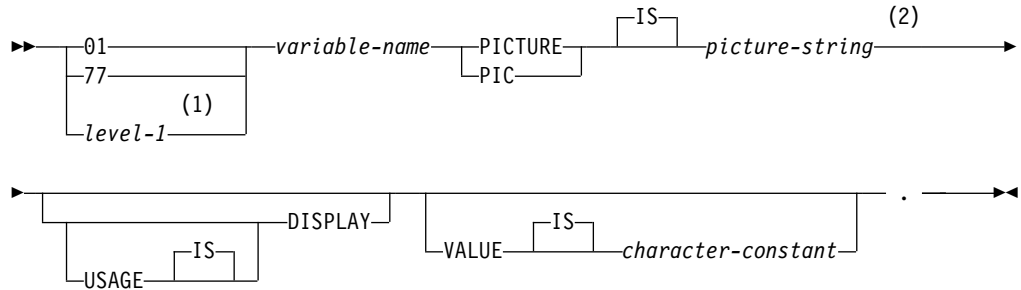 IS (2)
01 variable-name PICTURE picture-string
77 PIC
(1)
level-1
DISPLAY IS
IS VALUE character-constant .
USAGE